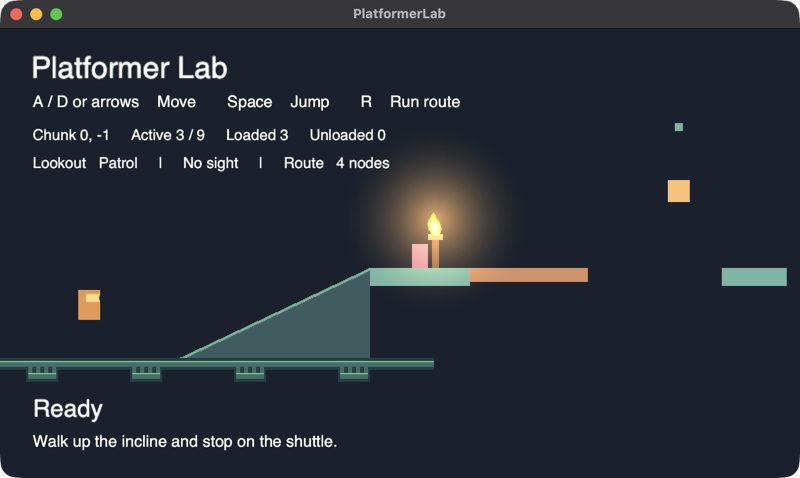 PlatformerLab
Platformer Lab
A / D or arrows Move Space Jump R Run route
Chunk 0, -1 Active 3 / 9 Loaded 3 Unloaded 0
Lookout Patrol | No sight | Route 4 nodes
Ready
Walk up the incline and stop on the shuttle.